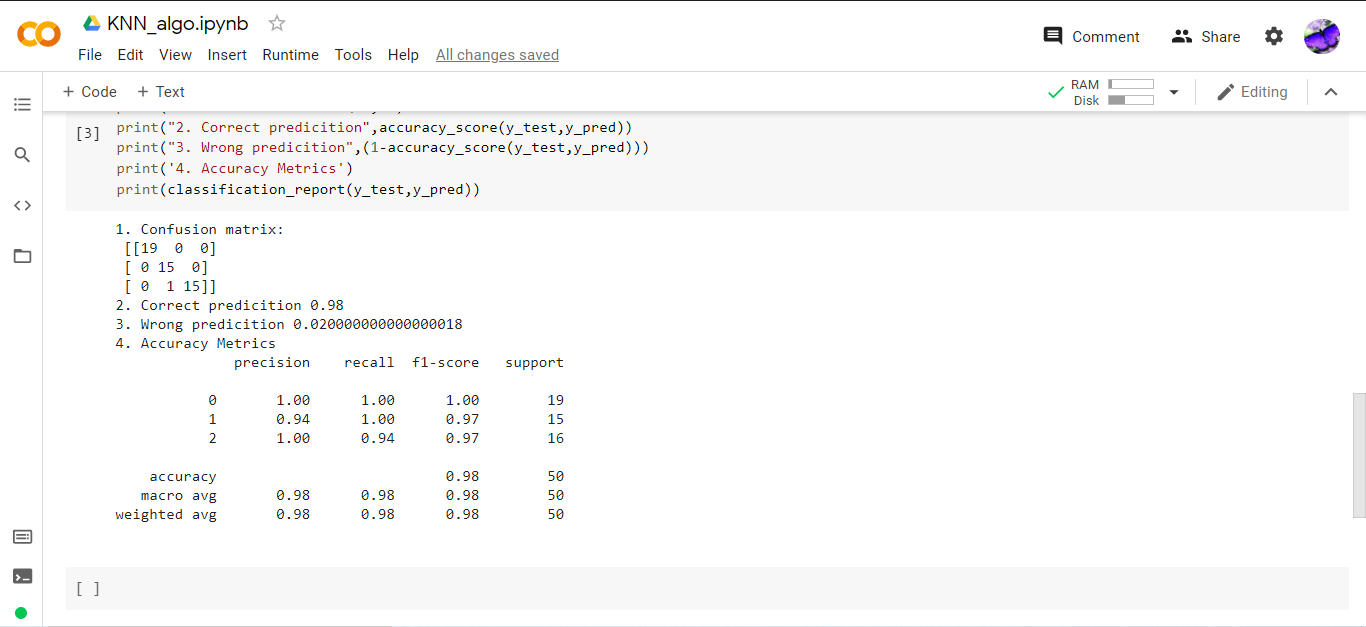 KNN_algo.ipynb
File Edit View Insert Runtime Tools Help All changes saved
Comment
Share
+ Code + Text
RAM
Disk
Editing
[3]
print("2. Correct predicition",accuracy_score(y_test,y_pred))
print("3. Wrong predicition",(1-accuracy_score(y_test,y_pred)))
print('4. Accuracy Metrics')
print(classification_report(y_test,y_pred))
1. Confusion matrix:
[[19 0 0]
[ 0 15 0]
[ 0 1 15]]
2. Correct predicition 0.98
3. Wrong predicition 0.020000000000000018
4. Accuracy Metrics
precision recall f1-score support
0 1.00 1.00 1.00 19
1 0.94 1.00 0.97 15
2 1.00 0.94 0.97 16
accuracy 0.98 50
macro avg 0.98 0.98 0.98 50
weighted avg 0.98 0.98 0.98 50
[ ]